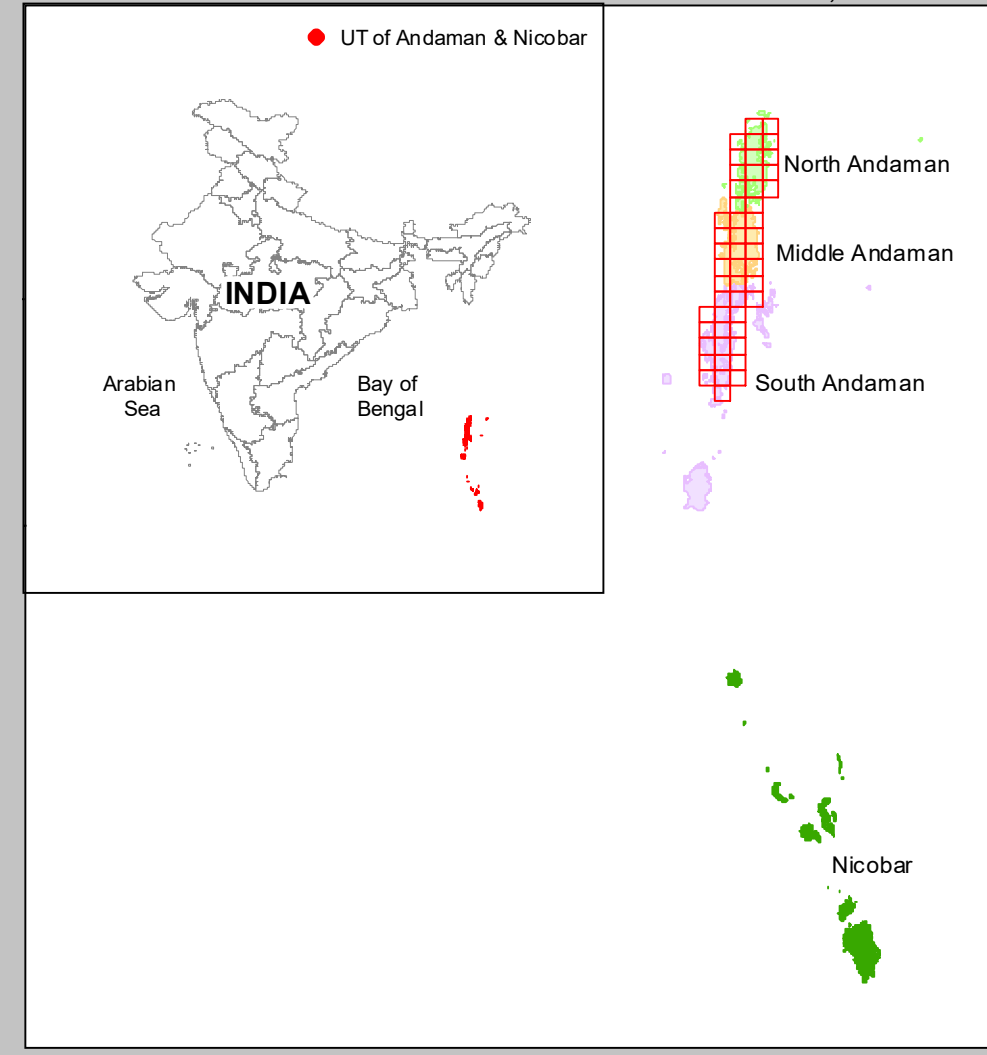 UT of Andaman & Nicobar
INDIA
Arabian
Sea
Bay of
Bengal
North Andaman
Middle Andaman
South Andaman
Nicobar